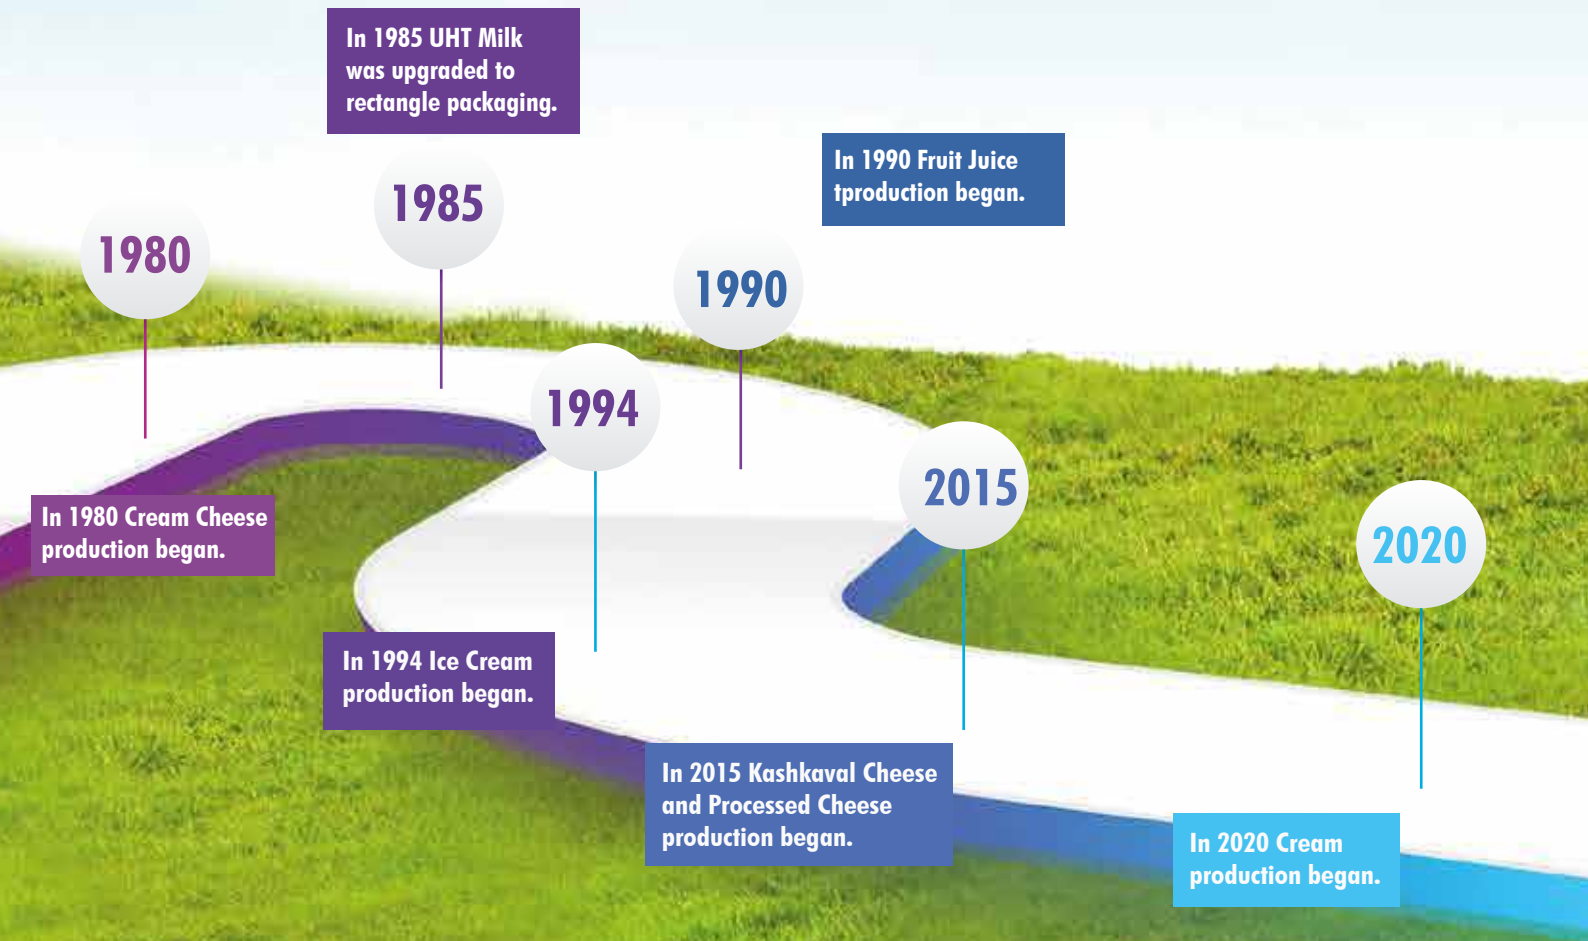 1980
In 1980 Cream Cheese
production began.
In 1985 UHT Milk
was upgraded to
rectangle packaging.
1985
In 1990 Fruit Juice
tproduction began.
1990
1994
In 1994 Ice Cream
production began.
2015
In 2015 Kashkaval Cheese
and Processed Cheese
production began.
2020
In 2020 Cream
production began.